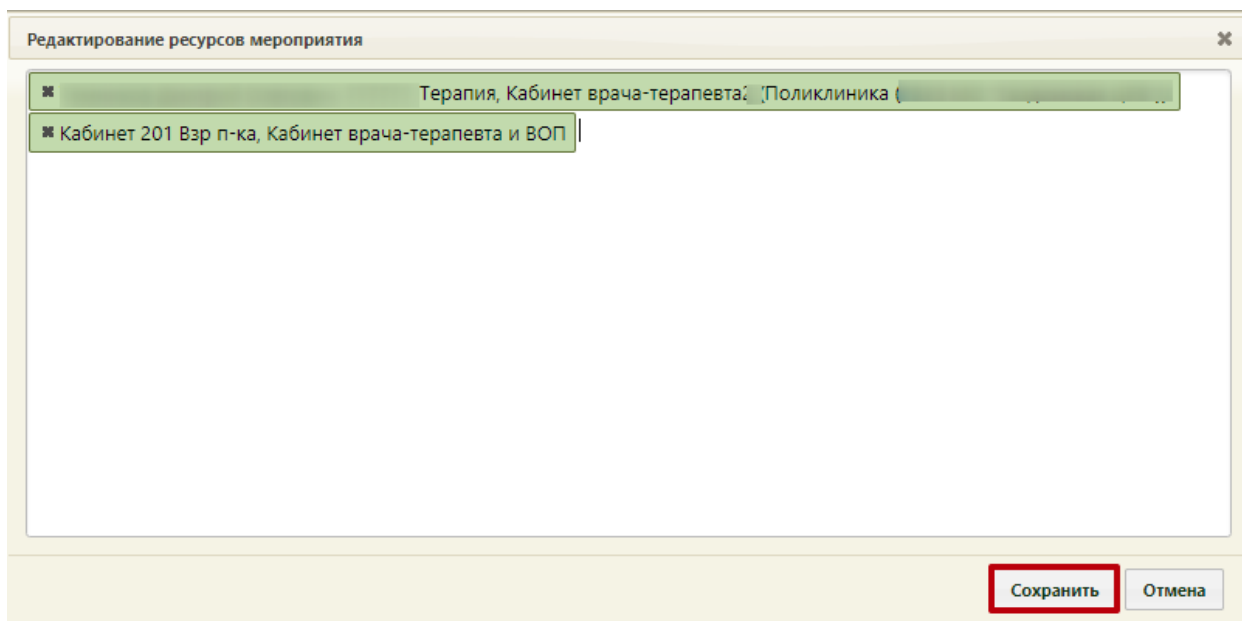 Редактирование ресурсов мероприятия
Терапия, Кабинет врача-терапевта (Поликлиника (
Кабинет 201 Взр п-ка, Кабинет врача-терапевта и ВОП
Сохранить Отмена